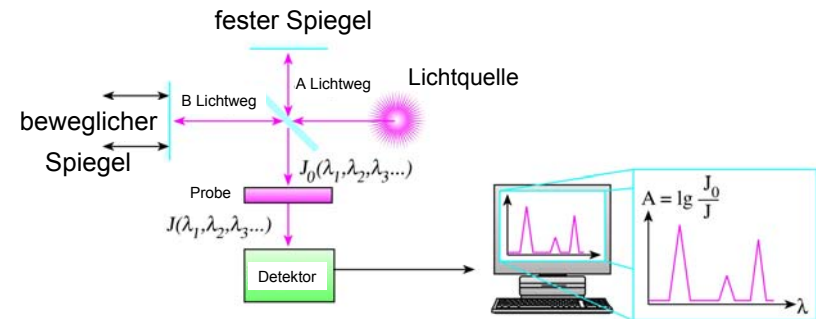 fester Spiegel
A Lichtweg
Lichtquelle
B Lichtweg
beweglicher
Spiegel
J₀(λ₁,λ₂,λ₃...)
Probe
J(λ₁,λ₂,λ₃...)
Detektor
A = lg J₀/J
λ